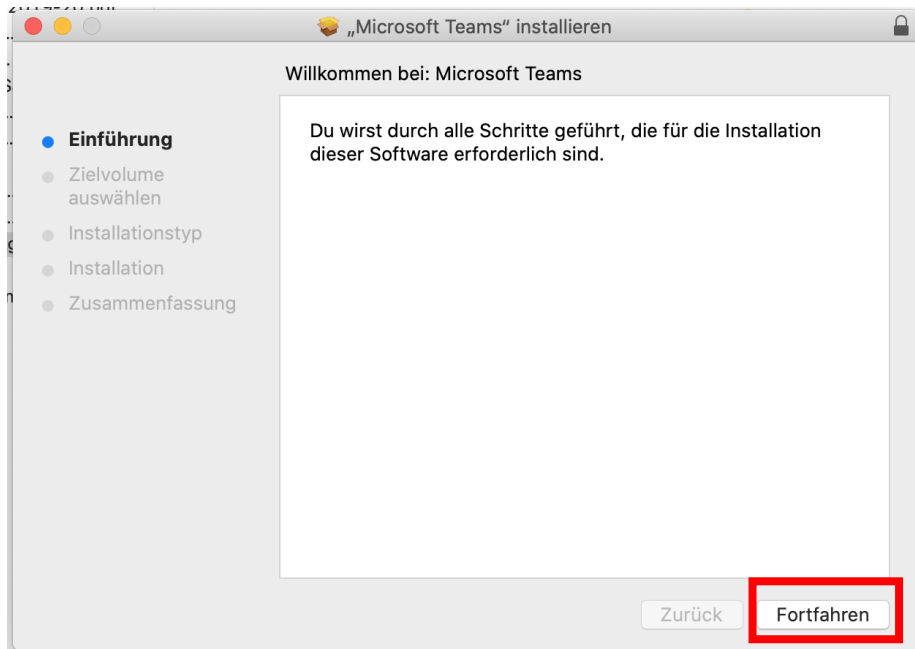 „Microsoft Teams“ installieren
Willkommen bei: Microsoft Teams
Einführung
Zielvolume
auswählen
Installationstyp
Installation
Zusammenfassung
Du wirst durch alle Schritte geführt, die für die Installation
dieser Software erforderlich sind.
Zurück
Fortfahren